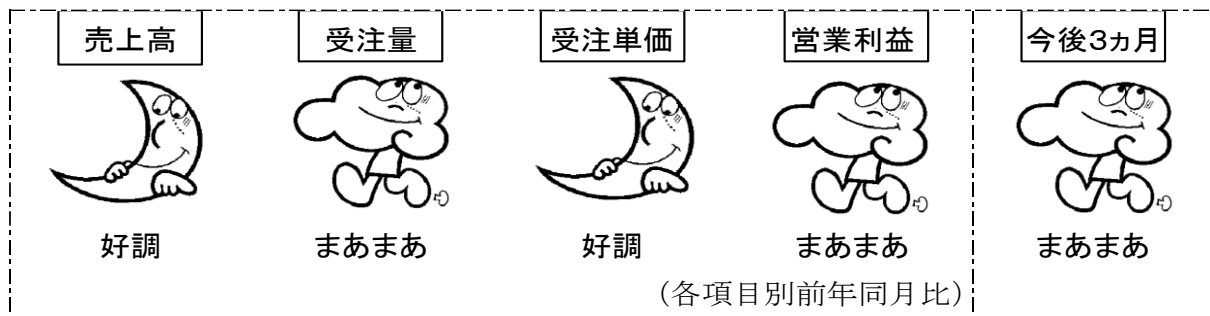 売上高
受注量
受注単価
営業利益
今後3ヵ月
好調
まあまあ
好調
まあまあ
まあまあ
(各項目別前年同月比)